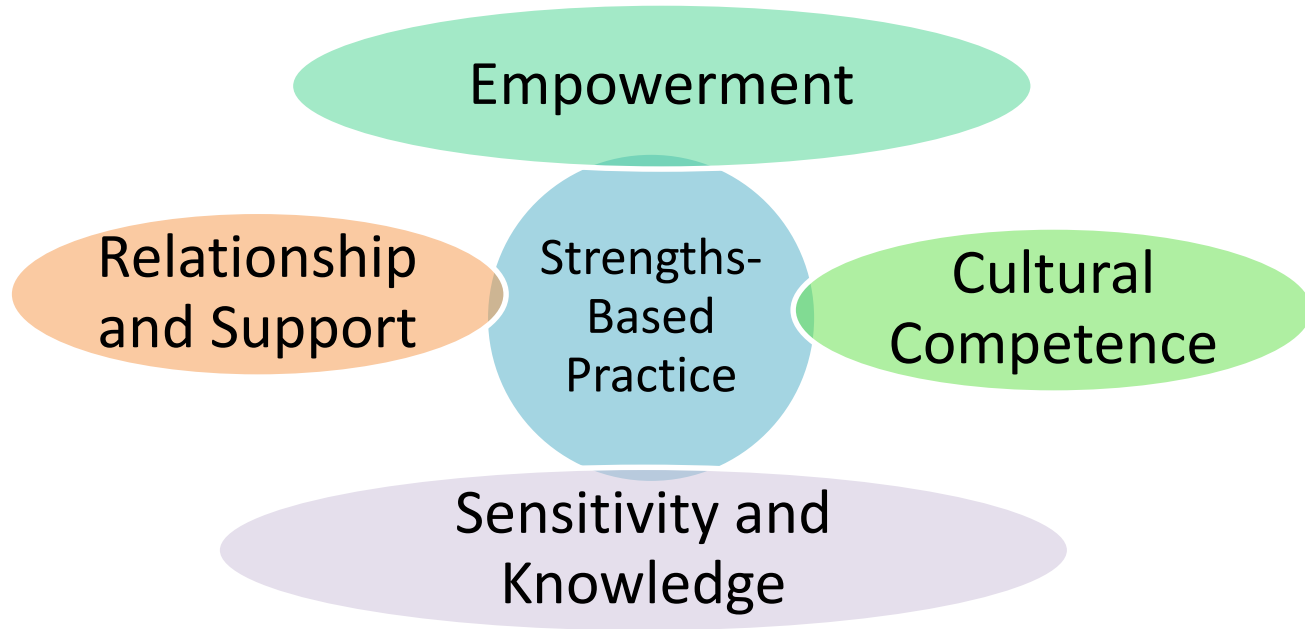 Empowerment
Relationship
and Support
Strengths-
Based
Practice
Cultural
Competence
Sensitivity and
Knowledge